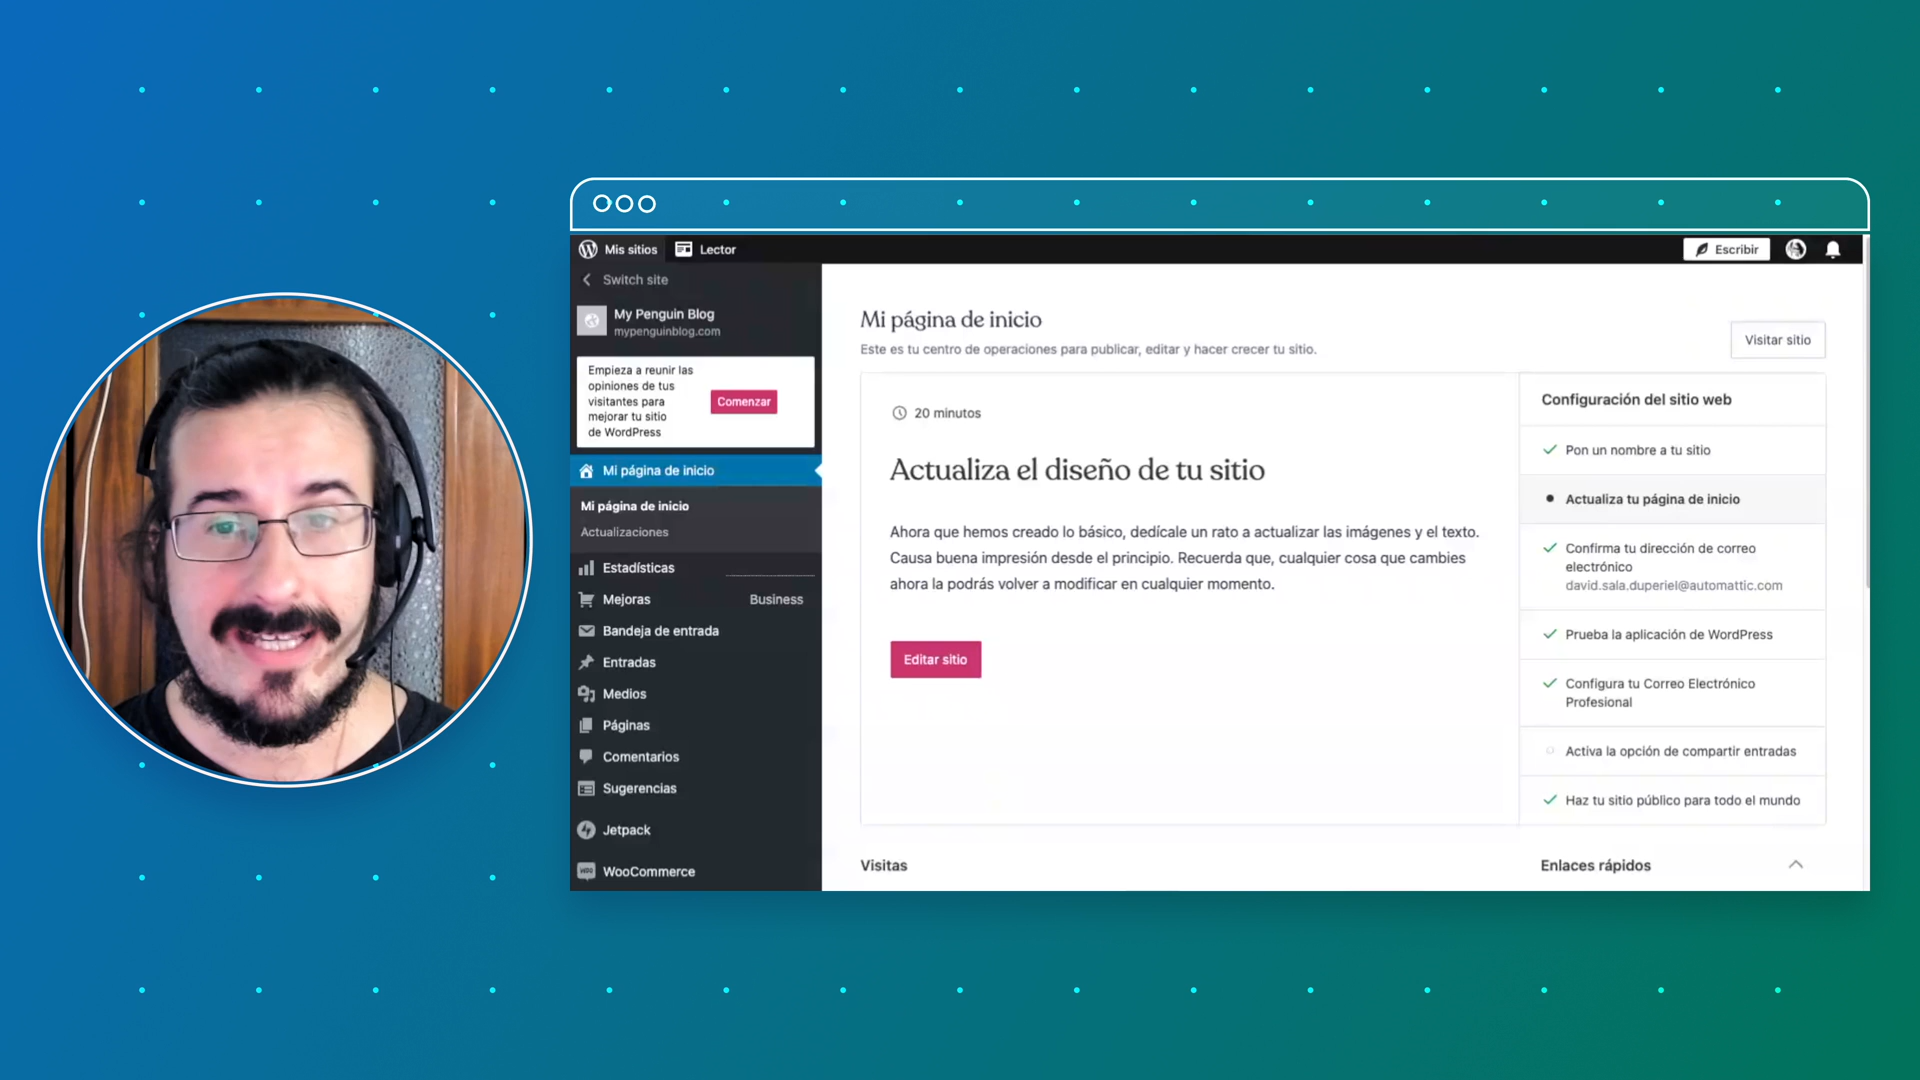 Mis sitios
Lector
Escribir
Switch site
My Penguin Blog
mypenguinblog.com
Empieza a reunir las
opiniones de tus
visitantes para
mejorar tu sitio
de WordPress
Comenzar
Mi página de inicio
Mi página de inicio
Actualizaciones
Estadísticas
Mejoras
Business
Bandeja de entrada
Entradas
Medios
Páginas
Comentarios
Sugerencias
Jetpack
WooCommerce
Mi página de inicio
Este es tu centro de operaciones para publicar, editar y hacer crecer tu sitio.
Visitar sitio
20 minutos
Actualiza el diseño de tu sitio
Ahora que hemos creado lo básico, dedícale un rato a actualizar las imágenes y el texto.
Causa buena impresión desde el principio. Recuerda que, cualquier cosa que cambies
ahora la podrás volver a modificar en cualquier momento.
Editar sitio
Configuración del sitio web
Pon un nombre a tu sitio
Actualiza tu página de inicio
Confirma tu dirección de correo
electrónico
david.sala.duperiel@automattic.com
Prueba la aplicación de WordPress
Configura tu Correo Electrónico
Profesional
Activa la opción de compartir entradas
Haz tu sitio público para todo el mundo
Visitas
Enlaces rápidos